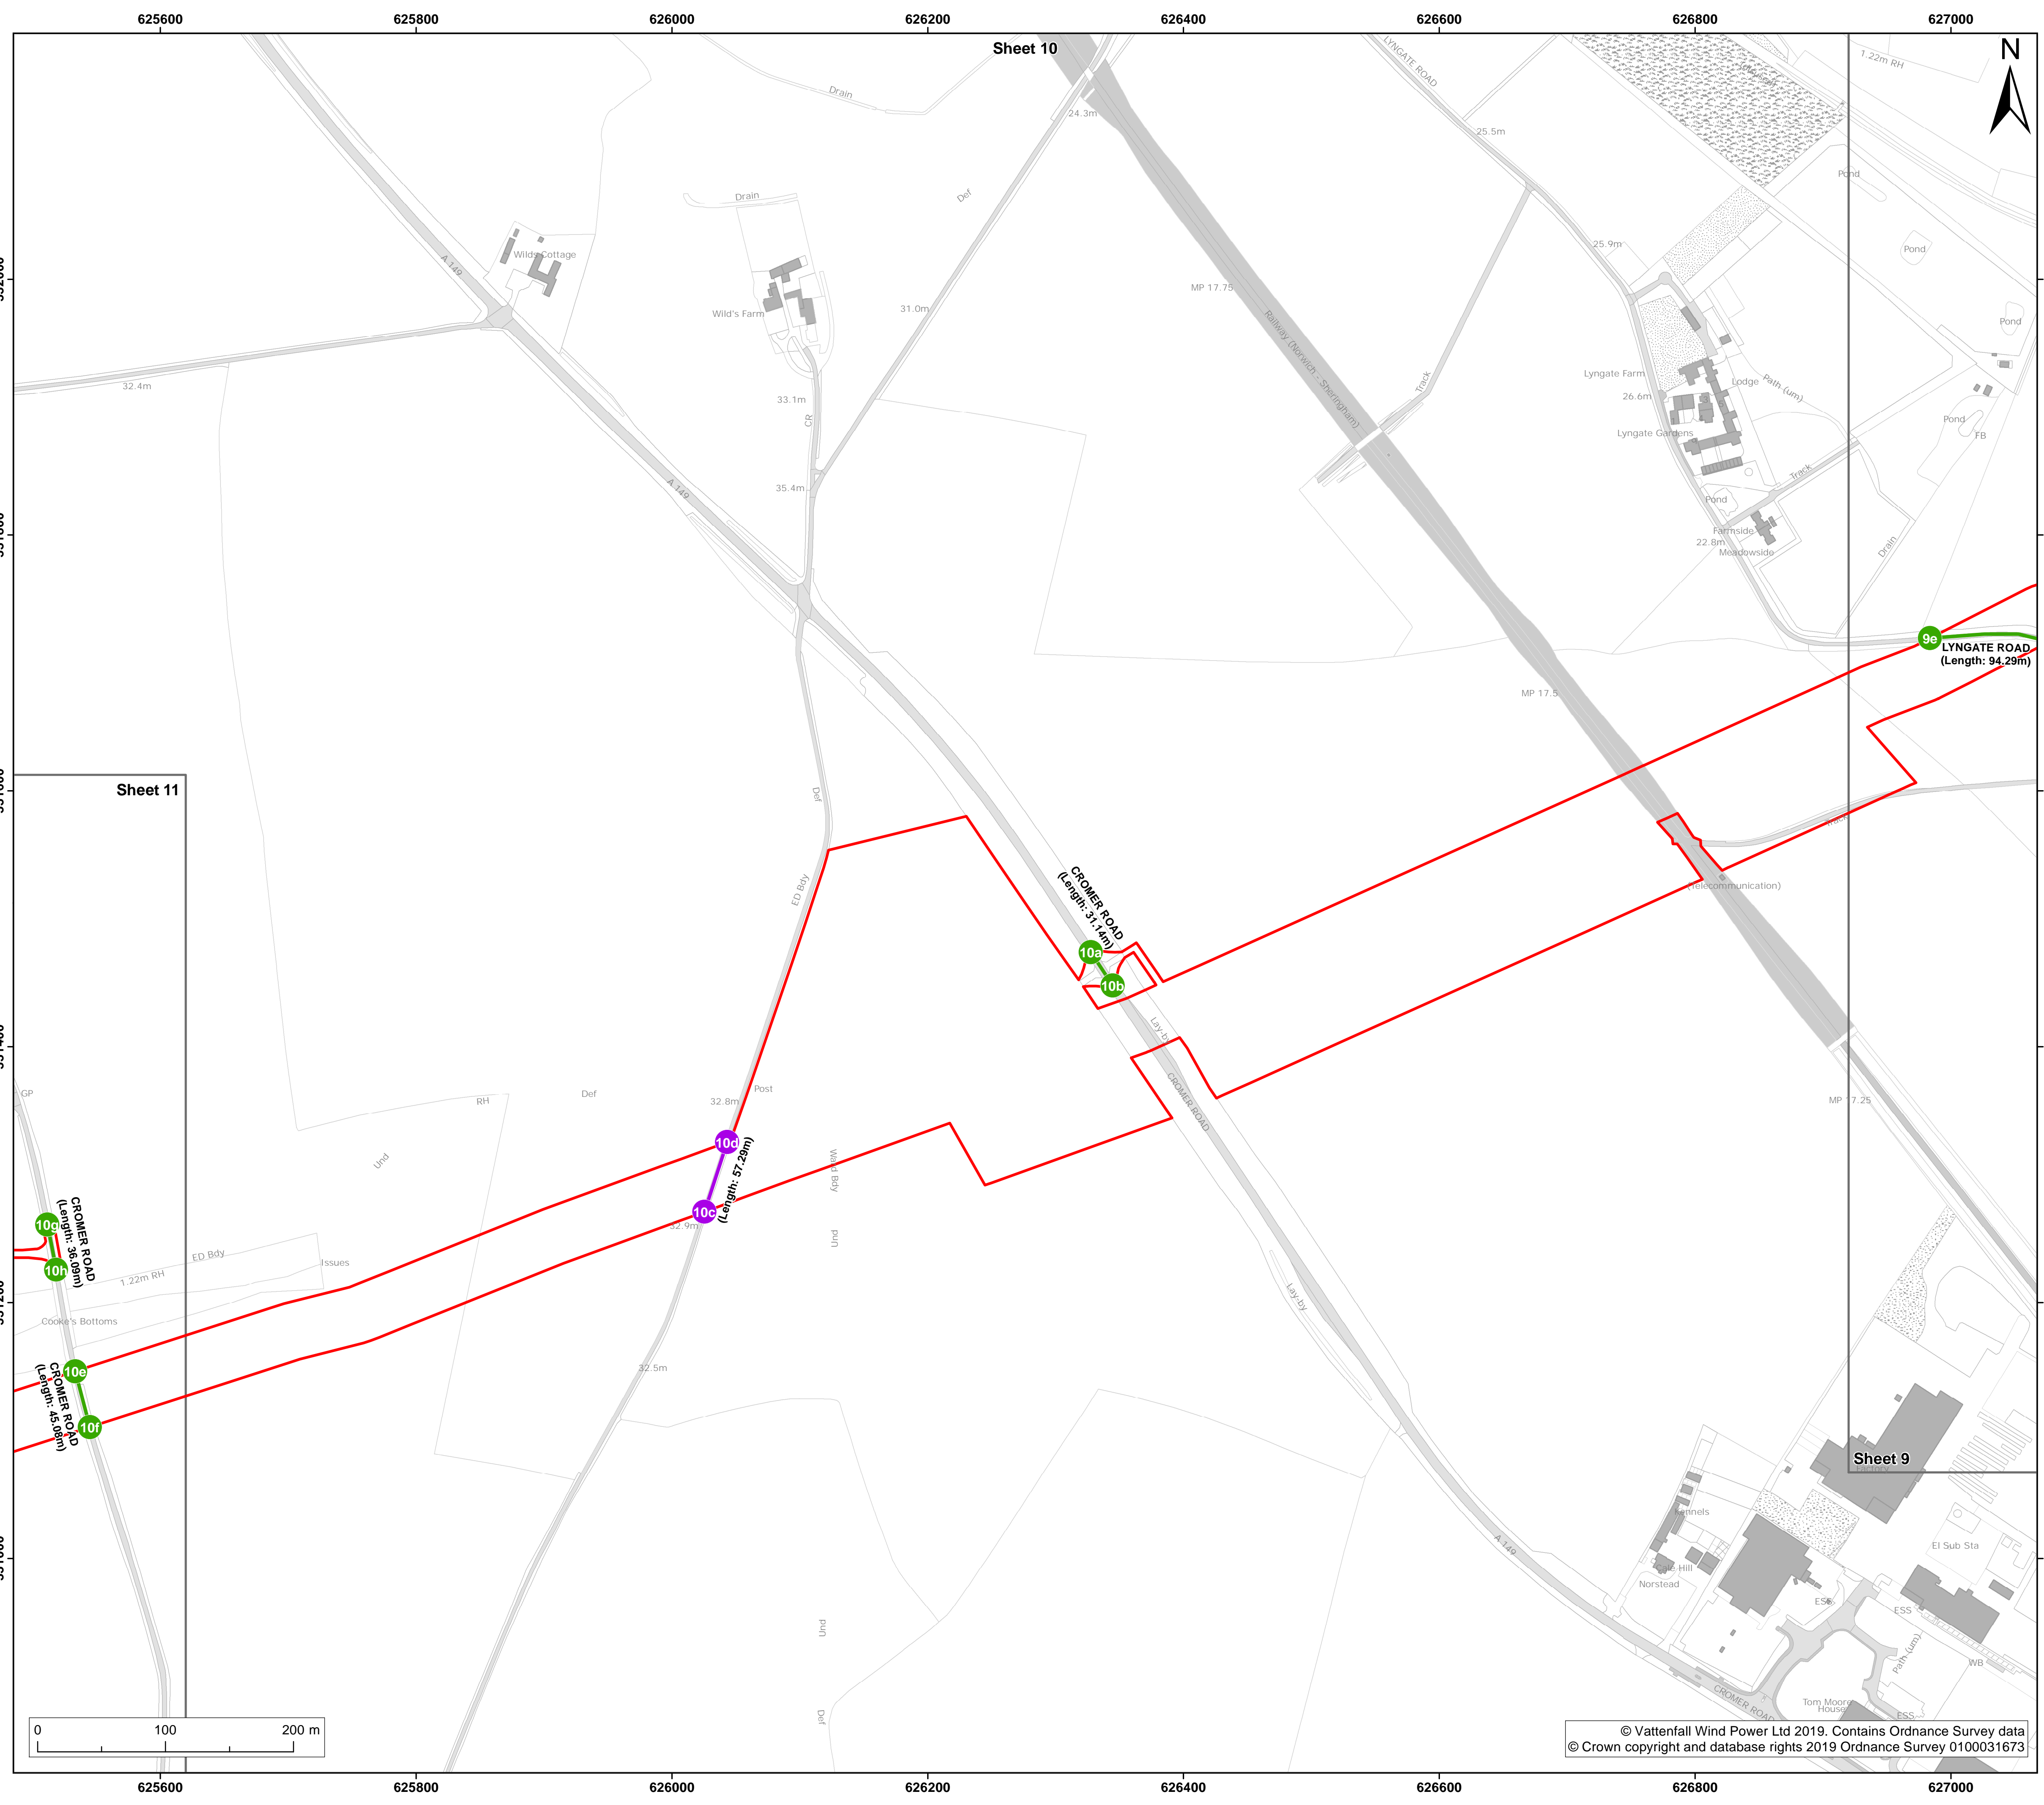 625600 625800 626000 626200 626400 626600 626800 627000
Sheet 10
N
LYNGATE ROAD
1.22m RH
Drain
24.3m
25.5m
Pond
Drain
Def
25.9m
Pond
Wilds Cottage
A 149
MP 17.75
Wild's Farm
31.0m
Railway (Norwich - Sheringham)
Pond
32.4m
33.1m
CR
Track
Lyngate Farm
Lodge
Path (um)
26.6m
Lyngate Gardens
Pond
FB
A 149
35.4m
Track
Pond
Farmside
22.8m
Meadowside
Drain
9e
LYNGATE ROAD
(Length: 94.29m)
MP 17.5
Sheet 11
Def
Track
ED Bdy
CROMER ROAD
(Length: 31.14m)
(Telecommunication)
10a
10b
Lay-by
GP
RH
Def
Post
32.8m
CROMER ROAD
MP 17.25
10d
(Length: 57.29m)
Und
Ward Bdy
10c
32.9m
Und
10g
CROMER ROAD
(Length: 36.09m)
10h
ED Bdy
1.22m RH
Issues
Lay-by
Cooke's Bottoms
10e
CROMER ROAD
(Length: 45.08m)
10f
32.5m
Sheet 9
Factory
Kennels
A 149
El Sub Sta
Cole Hill
Norstead
ESS
ESS
Und
Path (um)
WB
Def
CROMER ROAD
Tom Moore
House
ESS
0 100 200 m
© Vattenfall Wind Power Ltd 2019. Contains Ordnance Survey data
© Crown copyright and database rights 2019 Ordnance Survey 0100031673
625600 625800 626000 626200 626400 626600 626800 627000